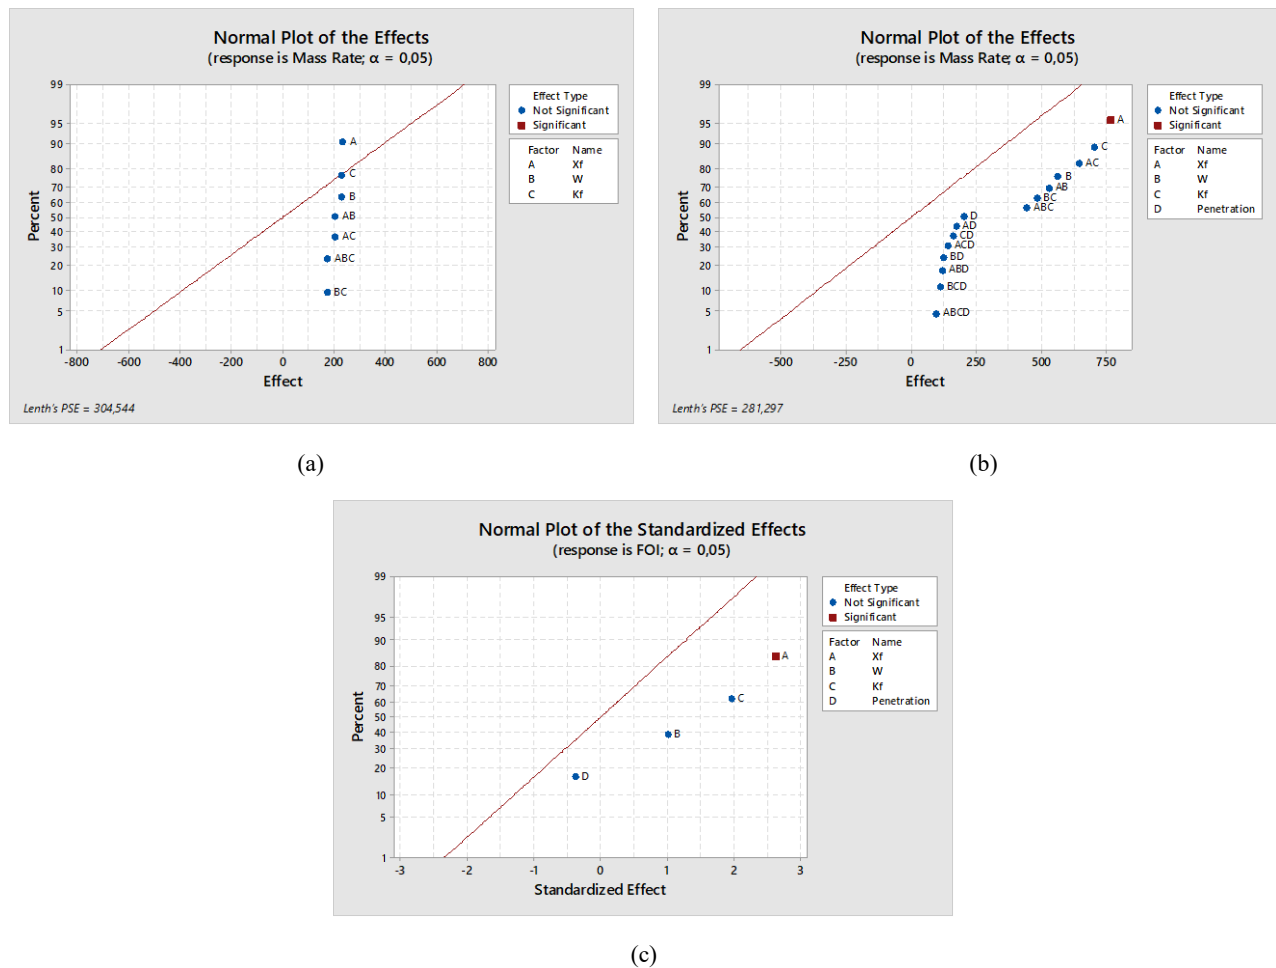 Normal Plot of the Effects
(response is Mass Rate; α = 0,05)
99
95
90
80
70
60
50
40
30
20
10
5
1
Percent
A
C
B
AB
AC
ABC
BC
-800 -600 -400 -200 0 200 400 600 800
Effect
Effect Type
Not Significant
Significant
Factor Name
A Xf
B W
C Kf
Lenth's PSE = 304,544
(a)
Normal Plot of the Effects
(response is Mass Rate; α = 0,05)
99
95
90
80
70
60
50
40
30
20
10
5
1
Percent
A
C
AC
B
AB
BC
ABC
D
AD
CD
ACD
BD
ABD
BCD
ABCD
-500 -250 0 250 500 750
Effect
Effect Type
Not Significant
Significant
Factor Name
A Xf
B W
C Kf
D Penetration
Lenth's PSE = 281,297
(b)
Normal Plot of the Standardized Effects
(response is FOI; α = 0,05)
99
95
90
80
70
60
50
40
30
20
10
5
1
Percent
A
C
B
D
-3 -2 -1 0 1 2 3
Standardized Effect
Effect Type
Not Significant
Significant
Factor Name
A Xf
B W
C Kf
D Penetration
(c)